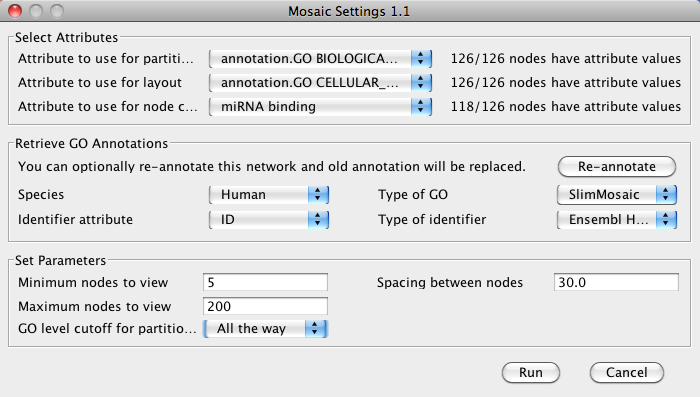 Mosaic Settings 1.1
Select Attributes
Attribute to use for partiti... annotation.GO BIOLOGICA... 126/126 nodes have attribute values
Attribute to use for layout annotation.GO CELLULAR_... 126/126 nodes have attribute values
Attribute to use for node c... miRNA binding 118/126 nodes have attribute values
Retrieve GO Annotations
You can optionally re-annotate this network and old annotation will be replaced. Re-annotate
Species Human Type of GO SlimMosaic
Identifier attribute ID Type of identifier Ensembl H...
Set Parameters
Minimum nodes to view 5 Spacing between nodes 30.0
Maximum nodes to view 200
GO level cutoff for partitio... All the way
Run Cancel